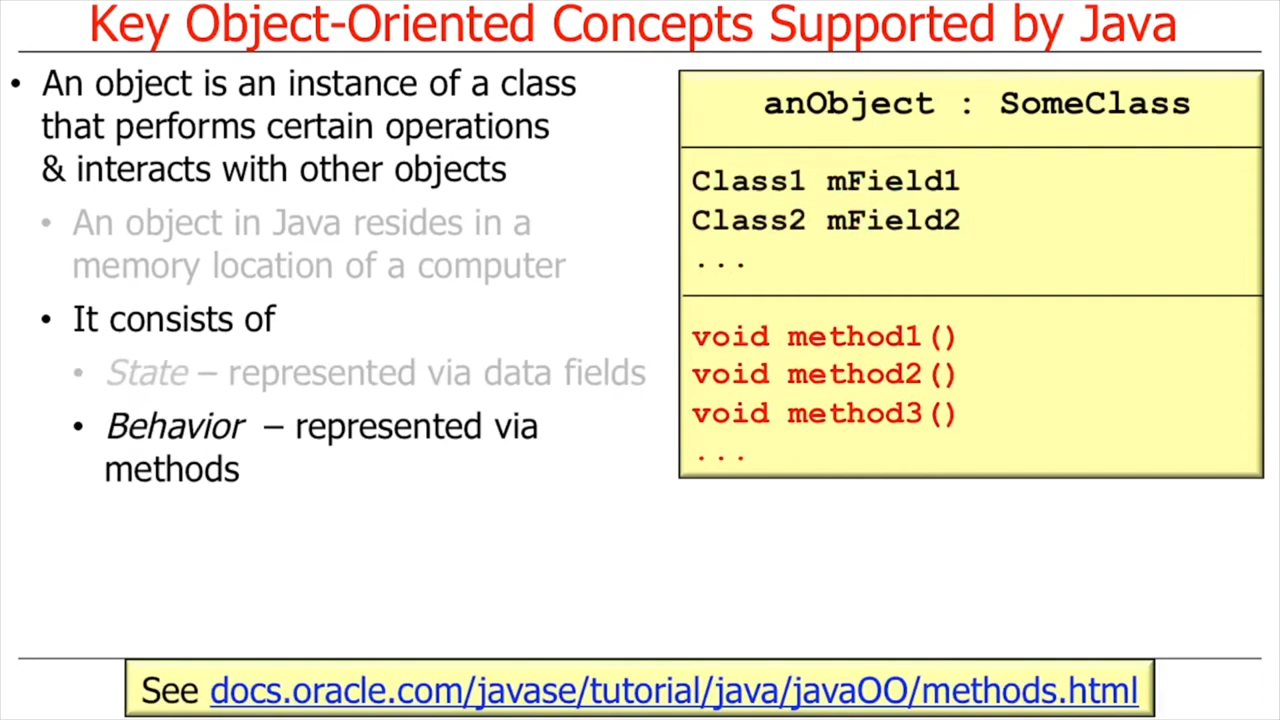 Key Object-Oriented Concepts Supported by Java
• An object is an instance of a class
that performs certain operations
& interacts with other objects
• An object in Java resides in a
memory location of a computer
• It consists of
• State – represented via data fields
• Behavior – represented via
methods
anObject : SomeClass
Class1 mField1
Class2 mField2
...
void method1()
void method2()
void method3()
...
See docs.oracle.com/javase/tutorial/java/javaOO/methods.html